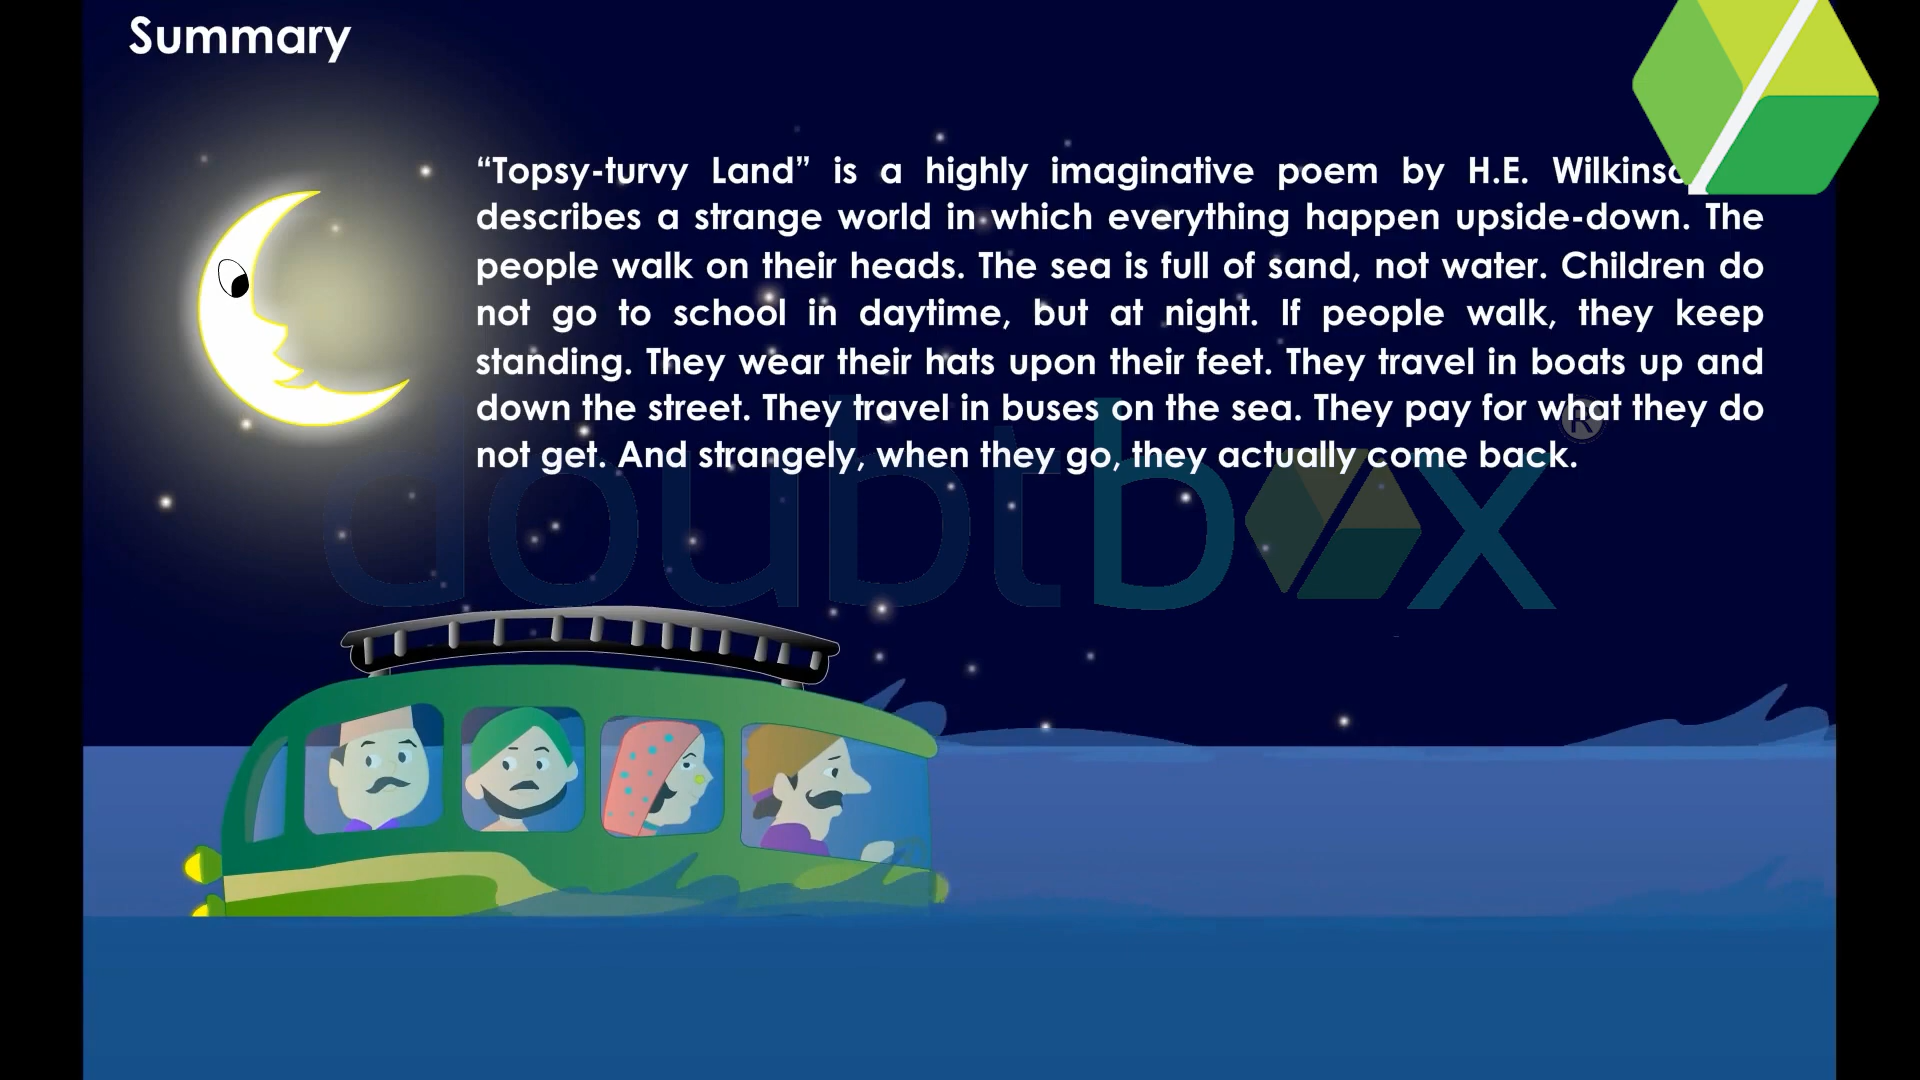 Summary
“Topsy-turvy Land” is a highly imaginative poem by H.E.
describes a strange world in which everything happen upside-down. The
people walk on their heads. The sea is full of sand, not water. Children do
not go to school in daytime, but at night. If people walk, they keep
standing. They wear their hats upon their feet. They travel in boats up and
down the street. They travel in buses on the sea. They pay for what they do
not get. And strangely, when they go, they actually come back.
doubtbox
®